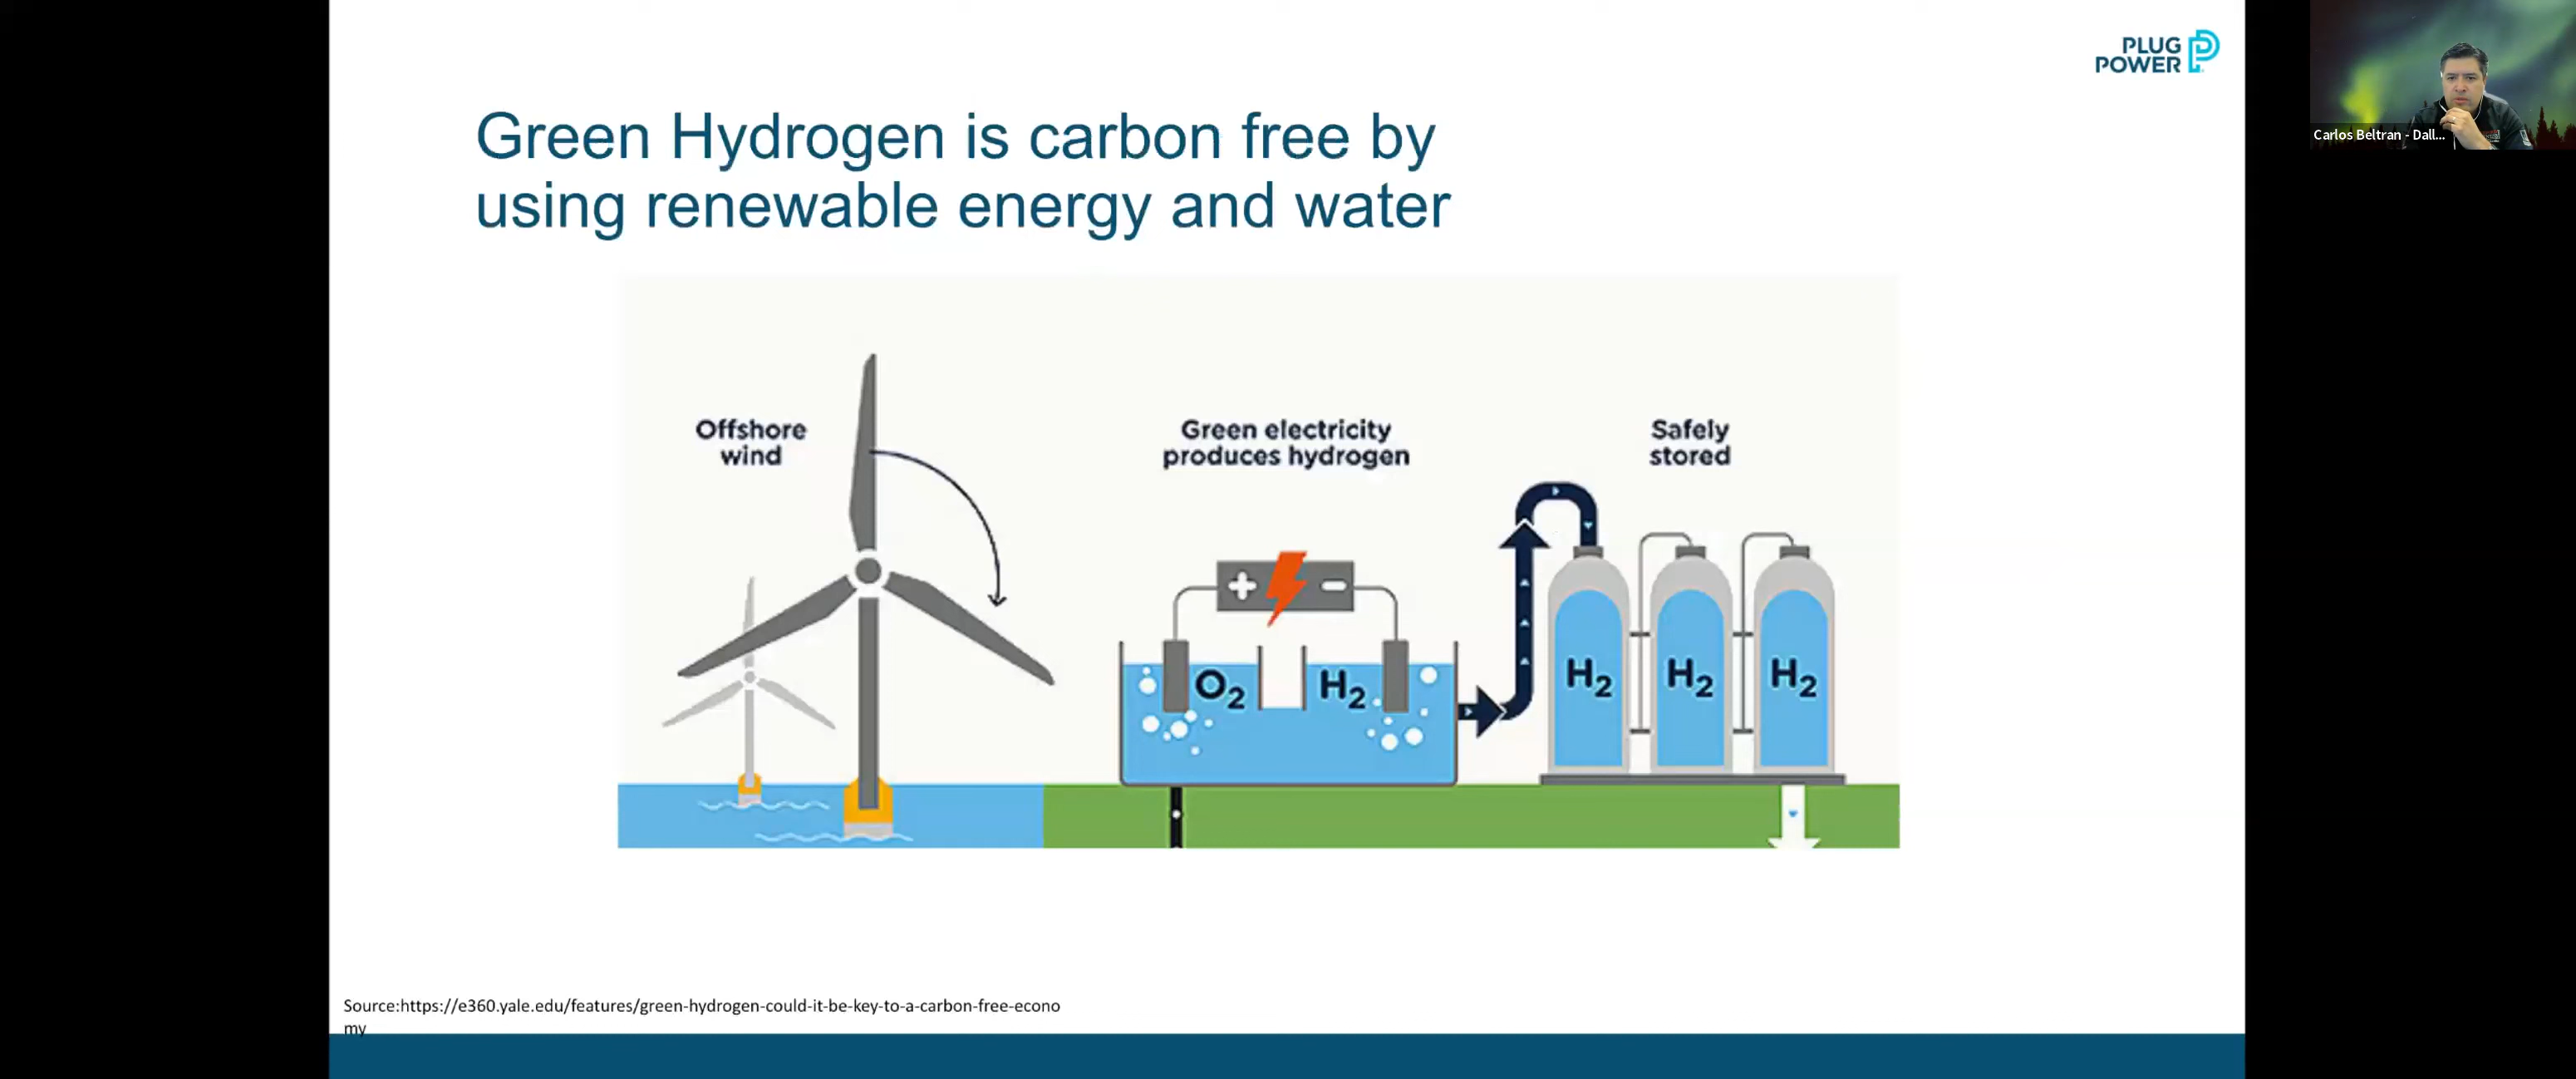 PLUG
POWER
Carlos Beltran - Dall...
Green Hydrogen is carbon free by
using renewable energy and water
Offshore
wind
Green electricity
produces hydrogen
Safely
stored
+
-
O2
H2
H2
H2
H2
Source:https://e360.yale.edu/features/green-hydrogen-could-it-be-key-to-a-carbon-free-econo
my